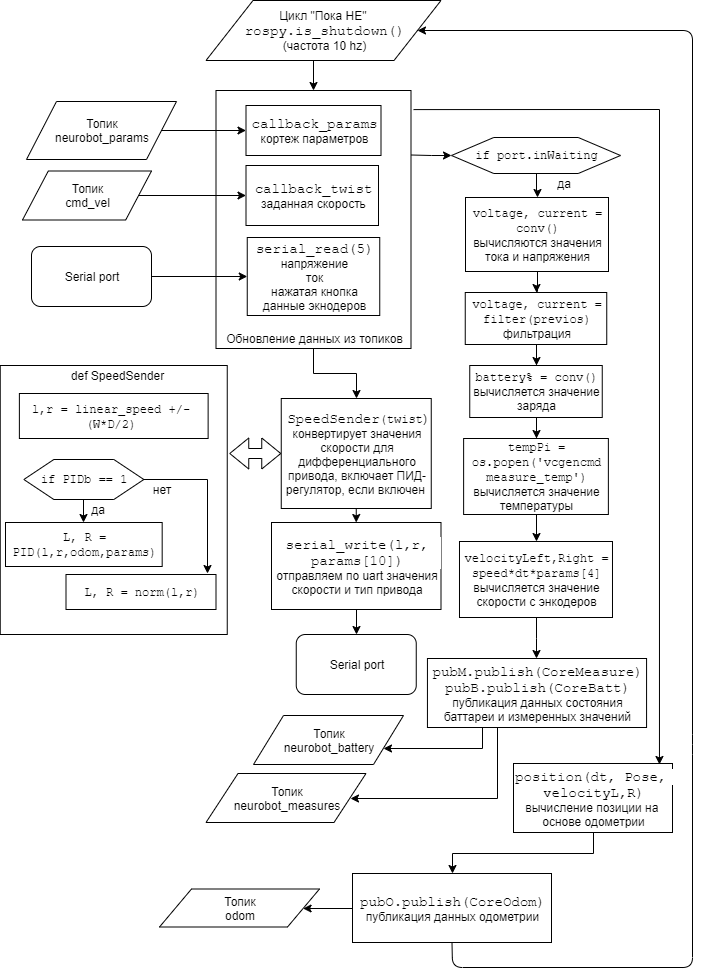 Цикл "Пока НЕ"
rospy.is_shutdown()
(частота 10 hz)
Топик
neurobot_params
callback_params
кортеж параметров
if port.inWaiting
да
Топик
cmd_vel
callback_twist
заданная скорость
voltage, current =
conv()
вычисляются значения
тока и напряжения
Serial port
serial_read(5)
напряжение
ток
нажатая кнопка
данные экнодеров
Обновление данных из топиков
voltage, current =
filter(previos)
фильтрация
def SpeedSender
l,r = linear_speed +/-
(W*D/2)
if PIDb == 1
нет
да
L, R =
PID(l,r,odom,params)
L, R = norm(l,r)
SpeedSender(twist)
конвертирует значения
скорости для
дифференциального
привода, включает ПИД-
регулятор, если включен
battery% = conv()
вычисляется значение
заряда
tempPi =
os.popen('vcgencmd
measure_temp')
вычисляется значение
температуры
serial_write(l,r,
params[10])
отправляем по uart значения
скорости и тип привода
velocityLeft,Right =
speed*dt*params[4]
вычисляется значение
скорости с энкодеров
Serial port
pubM.publish(CoreMeasure)
pubB.publish(CoreBatt)
публикация данных состояния
баттареи и измеренных значений
Топик
neurobot_battery
Топик
neurobot_measures
position(dt, Pose,
velocityL,R)
вычисление позиции на
основе одометрии
Топик
odom
pubO.publish(CoreOdom)
публикация данных одометрии